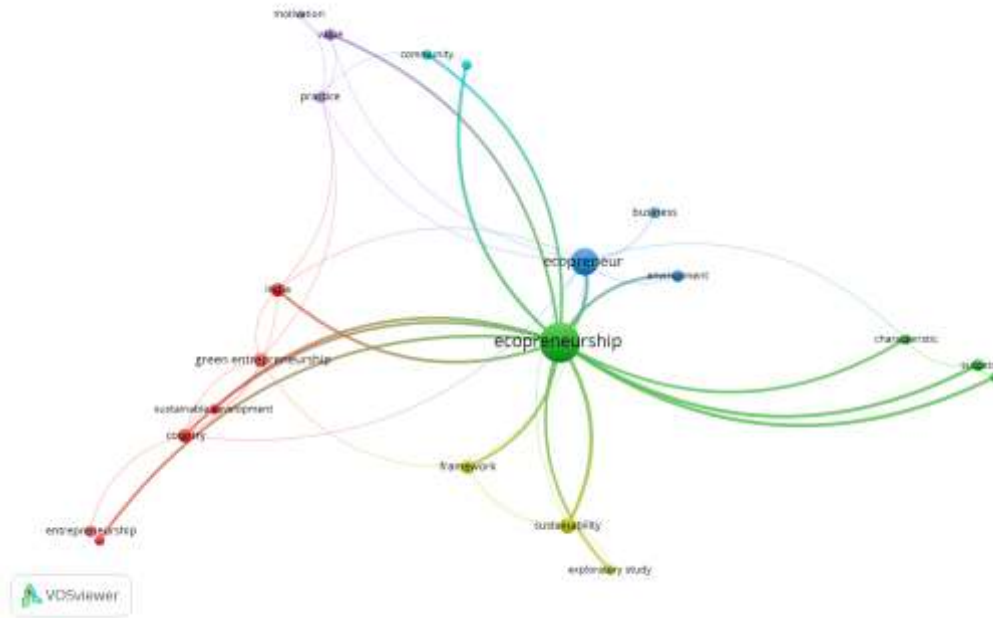 motivation
value
community
practice
business
ecopreneur
environment
india
ecopreneurship
characteristic
green entrepreneurship
sustainable development
country
framework
sustainability
entrepreneurship
exploratory study
VOSviewer